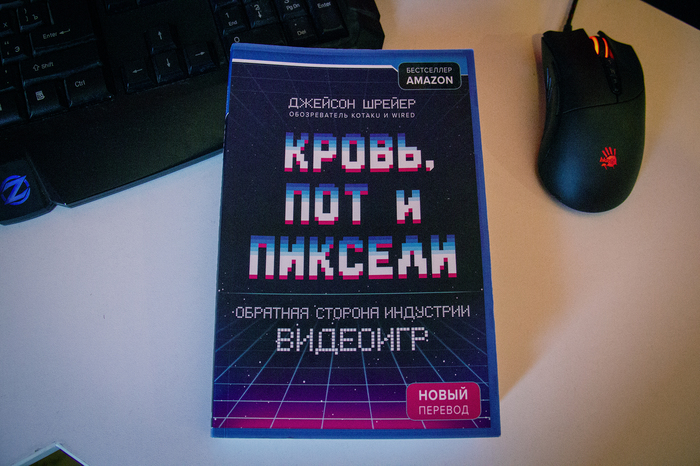 БЕСТСЕЛЛЕР
AMAZON
ДЖЕЙСОН ШРЕЙЕР
ОБОЗРЕВАТЕЛЬ KOTAKU И WIRED
КРОВЬ,
ПОТ и
ПИКСЕЛИ
ОБРАТНАЯ СТОРОНА ИНДУСТРИИ
ВИДЕОИГР
НОВЫЙ
ПЕРЕВОД